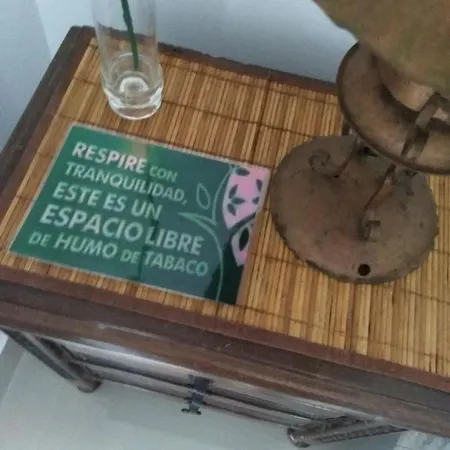 RESPIRE CON
TRANQUILIDAD,
ESTE ES UN
ESPACIO LIBRE
DE HUMO DE TABACO